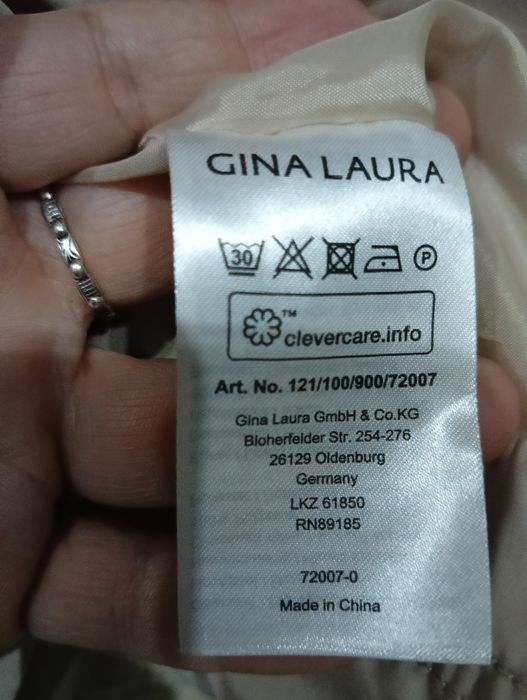 GINA LAURA
30 P
™
clevercare.info
Art. No. 121/100/900/72007
Gina Laura GmbH & Co.KG
Bloherfelder Str. 254-276
26129 Oldenburg
Germany
LKZ 61850
RN89185
72007-0
Made in China